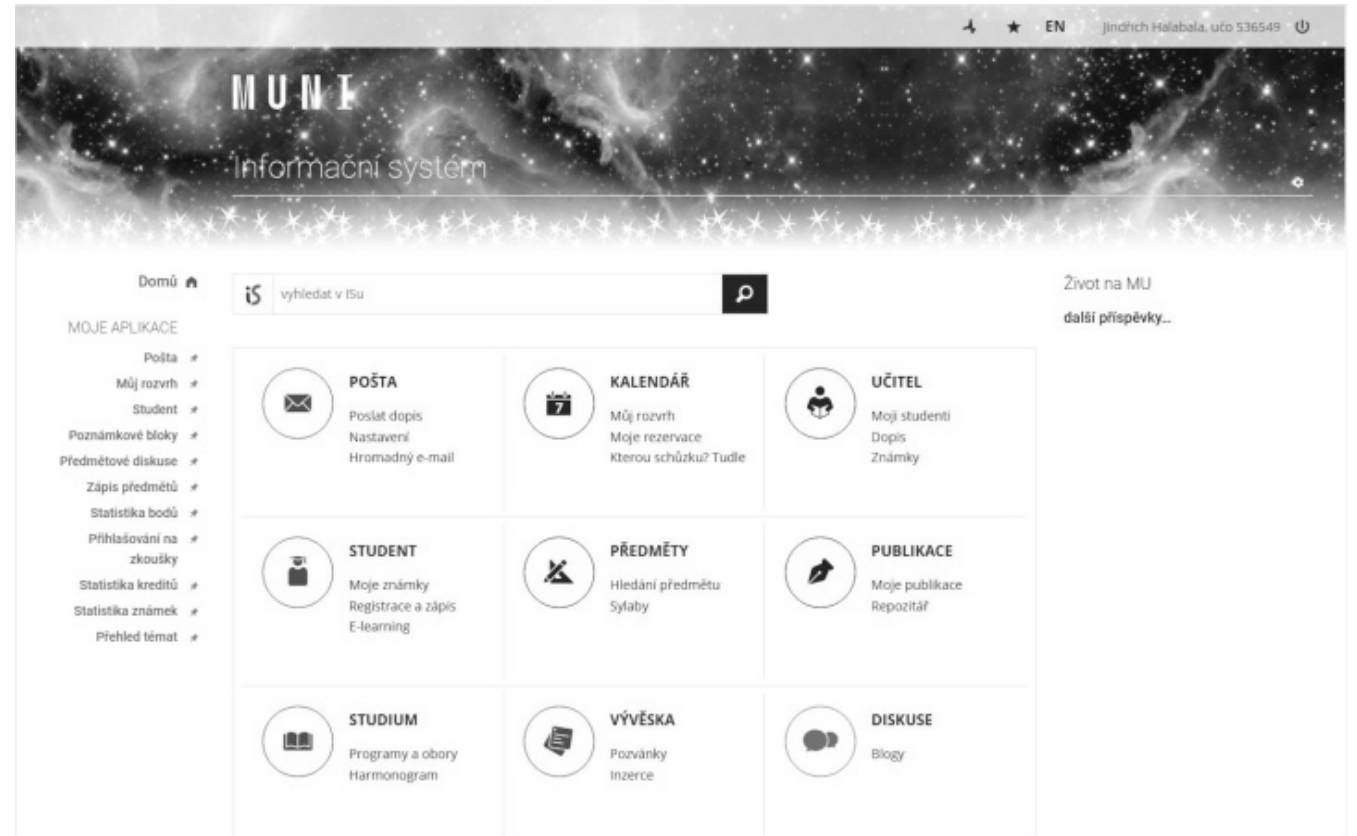 EN Jindřich Halabala, učo 536549
MUNI
Informační systém
Domů
MOJE APLIKACE
Pošta
Můj rozvrh
Student
Poznámkové bloky
Předmětové diskuse
Zápis předmětů
Statistika bodů
Přihlašování na
zkoušky
Statistika kreditů
Statistika známek
Přehled témat
iS vyhledat v ISu
POŠTA
Poslat dopis
Nastavení
Hromadný e-mail
KALENDÁŘ
7
Můj rozvrh
Moje rezervace
Kterou schůzku? Tudle
UČITEL
Moji studenti
Dopis
Známky
STUDENT
Moje známky
Registrace a zápis
E-learning
PŘEDMĚTY
Hledání předmětu
Sylaby
PUBLIKACE
Moje publikace
Repozitář
STUDIUM
Programy a obory
Harmonogram
VÝVĚSKA
Pozvánky
Inzerce
DISKUSE
Blogy
Život na MU
další příspěvky...